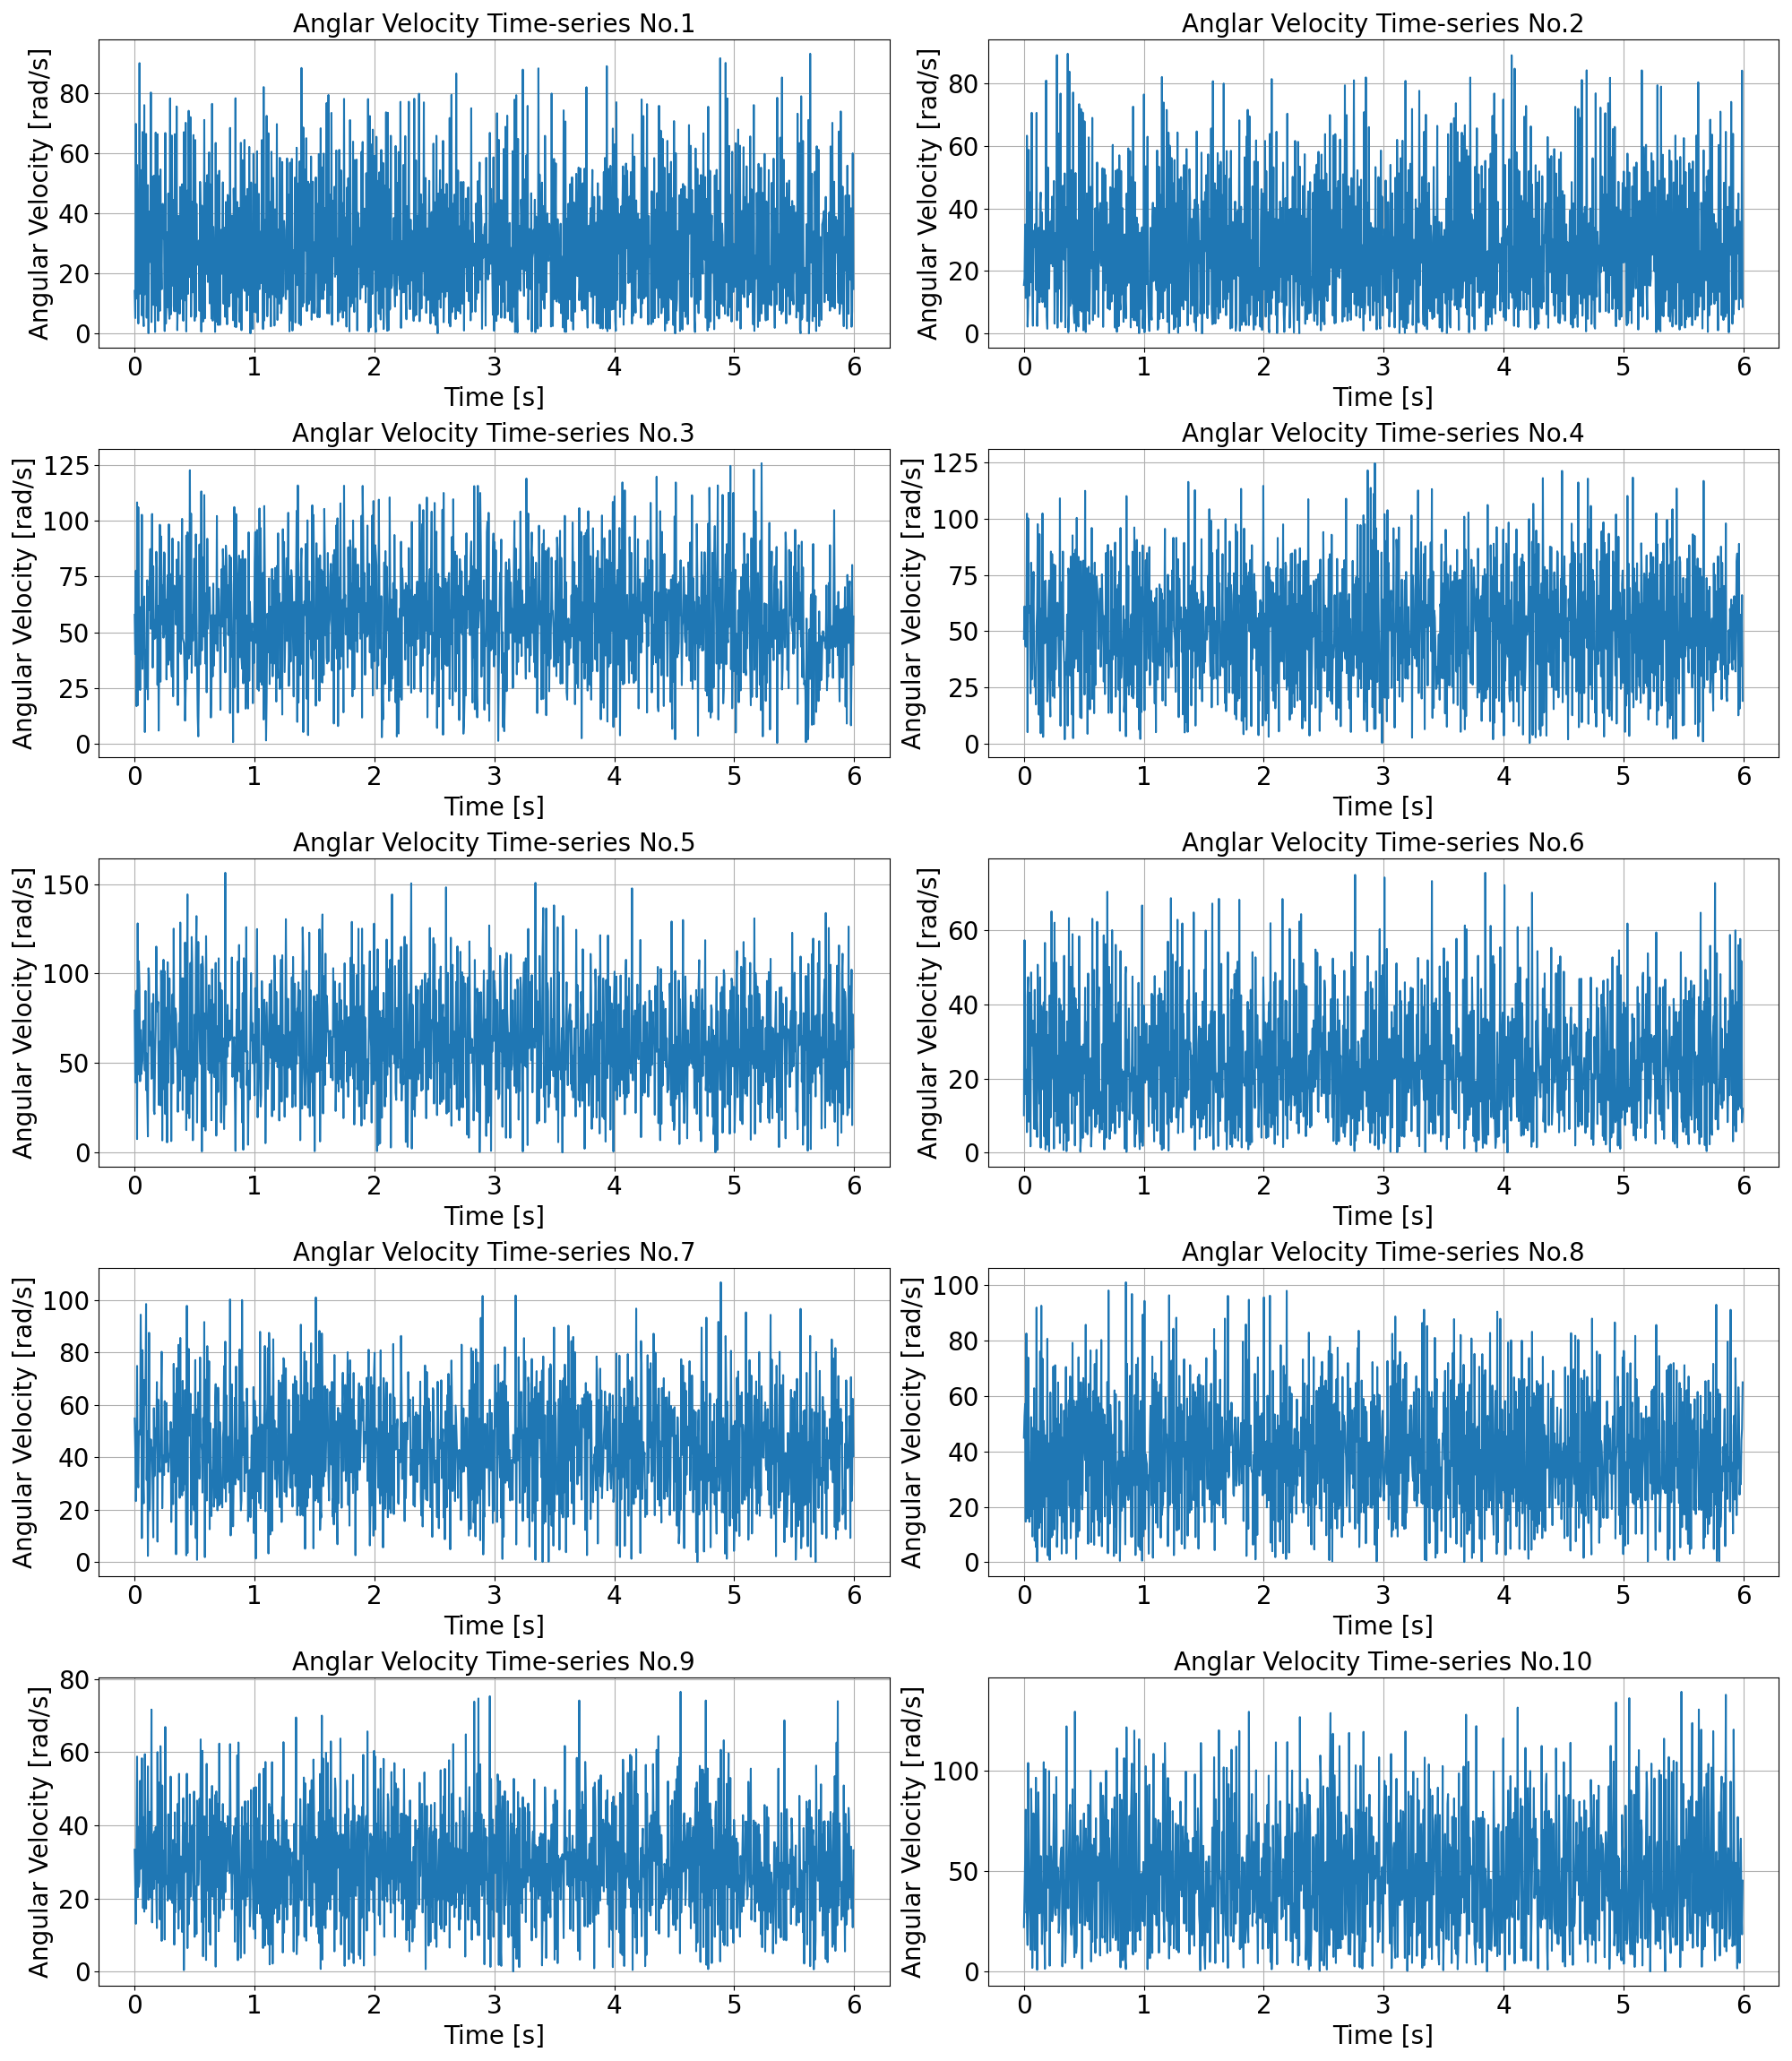 Anglar Velocity Time-series No.1
Angular Velocity [rad/s]
80
60
40
20
0
0 1 2 3 4 5 6
Time [s]
Anglar Velocity Time-series No.2
Angular Velocity [rad/s]
80
60
40
20
0
0 1 2 3 4 5 6
Time [s]
Anglar Velocity Time-series No.3
Angular Velocity [rad/s]
125
100
75
50
25
0
0 1 2 3 4 5 6
Time [s]
Anglar Velocity Time-series No.4
Angular Velocity [rad/s]
125
100
75
50
25
0
0 1 2 3 4 5 6
Time [s]
Anglar Velocity Time-series No.5
Angular Velocity [rad/s]
150
100
50
0
0 1 2 3 4 5 6
Time [s]
Anglar Velocity Time-series No.6
Angular Velocity [rad/s]
60
40
20
0
0 1 2 3 4 5 6
Time [s]
Anglar Velocity Time-series No.7
Angular Velocity [rad/s]
100
80
60
40
20
0
0 1 2 3 4 5 6
Time [s]
Anglar Velocity Time-series No.8
Angular Velocity [rad/s]
100
80
60
40
20
0
0 1 2 3 4 5 6
Time [s]
Anglar Velocity Time-series No.9
Angular Velocity [rad/s]
80
60
40
20
0
0 1 2 3 4 5 6
Time [s]
Anglar Velocity Time-series No.10
Angular Velocity [rad/s]
100
50
0
0 1 2 3 4 5 6
Time [s]